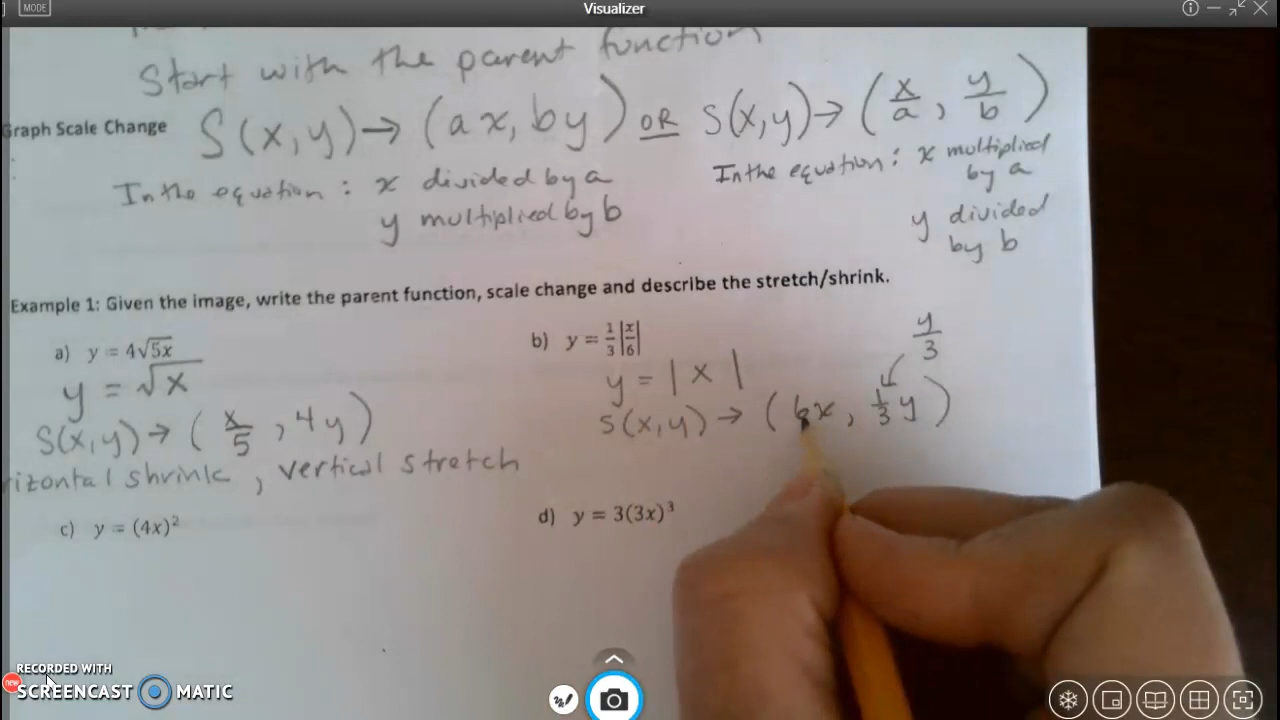 MODE
Visualizer
Start with the parent function
Graph Scale Change S(x,y)→(ax, by) OR S(x,y)→(x/a, y/b)
In the equation: x divided by a
y multiplied by b
In the equation: x multiplied
by a
y divided
by b
Example 1: Given the image, write the parent function, scale change and describe the stretch/shrink.
a) y = 4√5x
y = √x
S(x,y)→(x/5, 4y)
rizontal shrink, vertical stretch
b) y = 1/3|x/6|
y/3
y = |x|
S(x,y)→(6x, 1/3 y)
c) y = (4x)²
d) y = 3(3x)³
RECORDED WITH
new
SCREENCAST MATIC